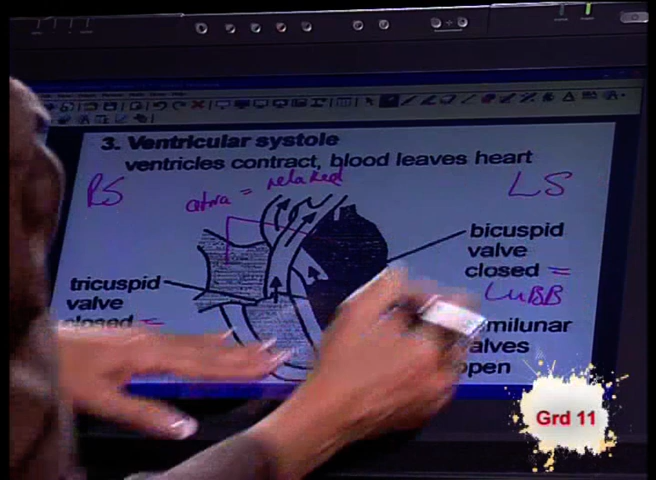 3. Ventricular systole
ventricles contract, blood leaves heart
RS
atria = relaxed
LS
bicuspid
valve
closed =
LuBB
tricuspid
valve
closed =
milunar
alves
open
Grd 11